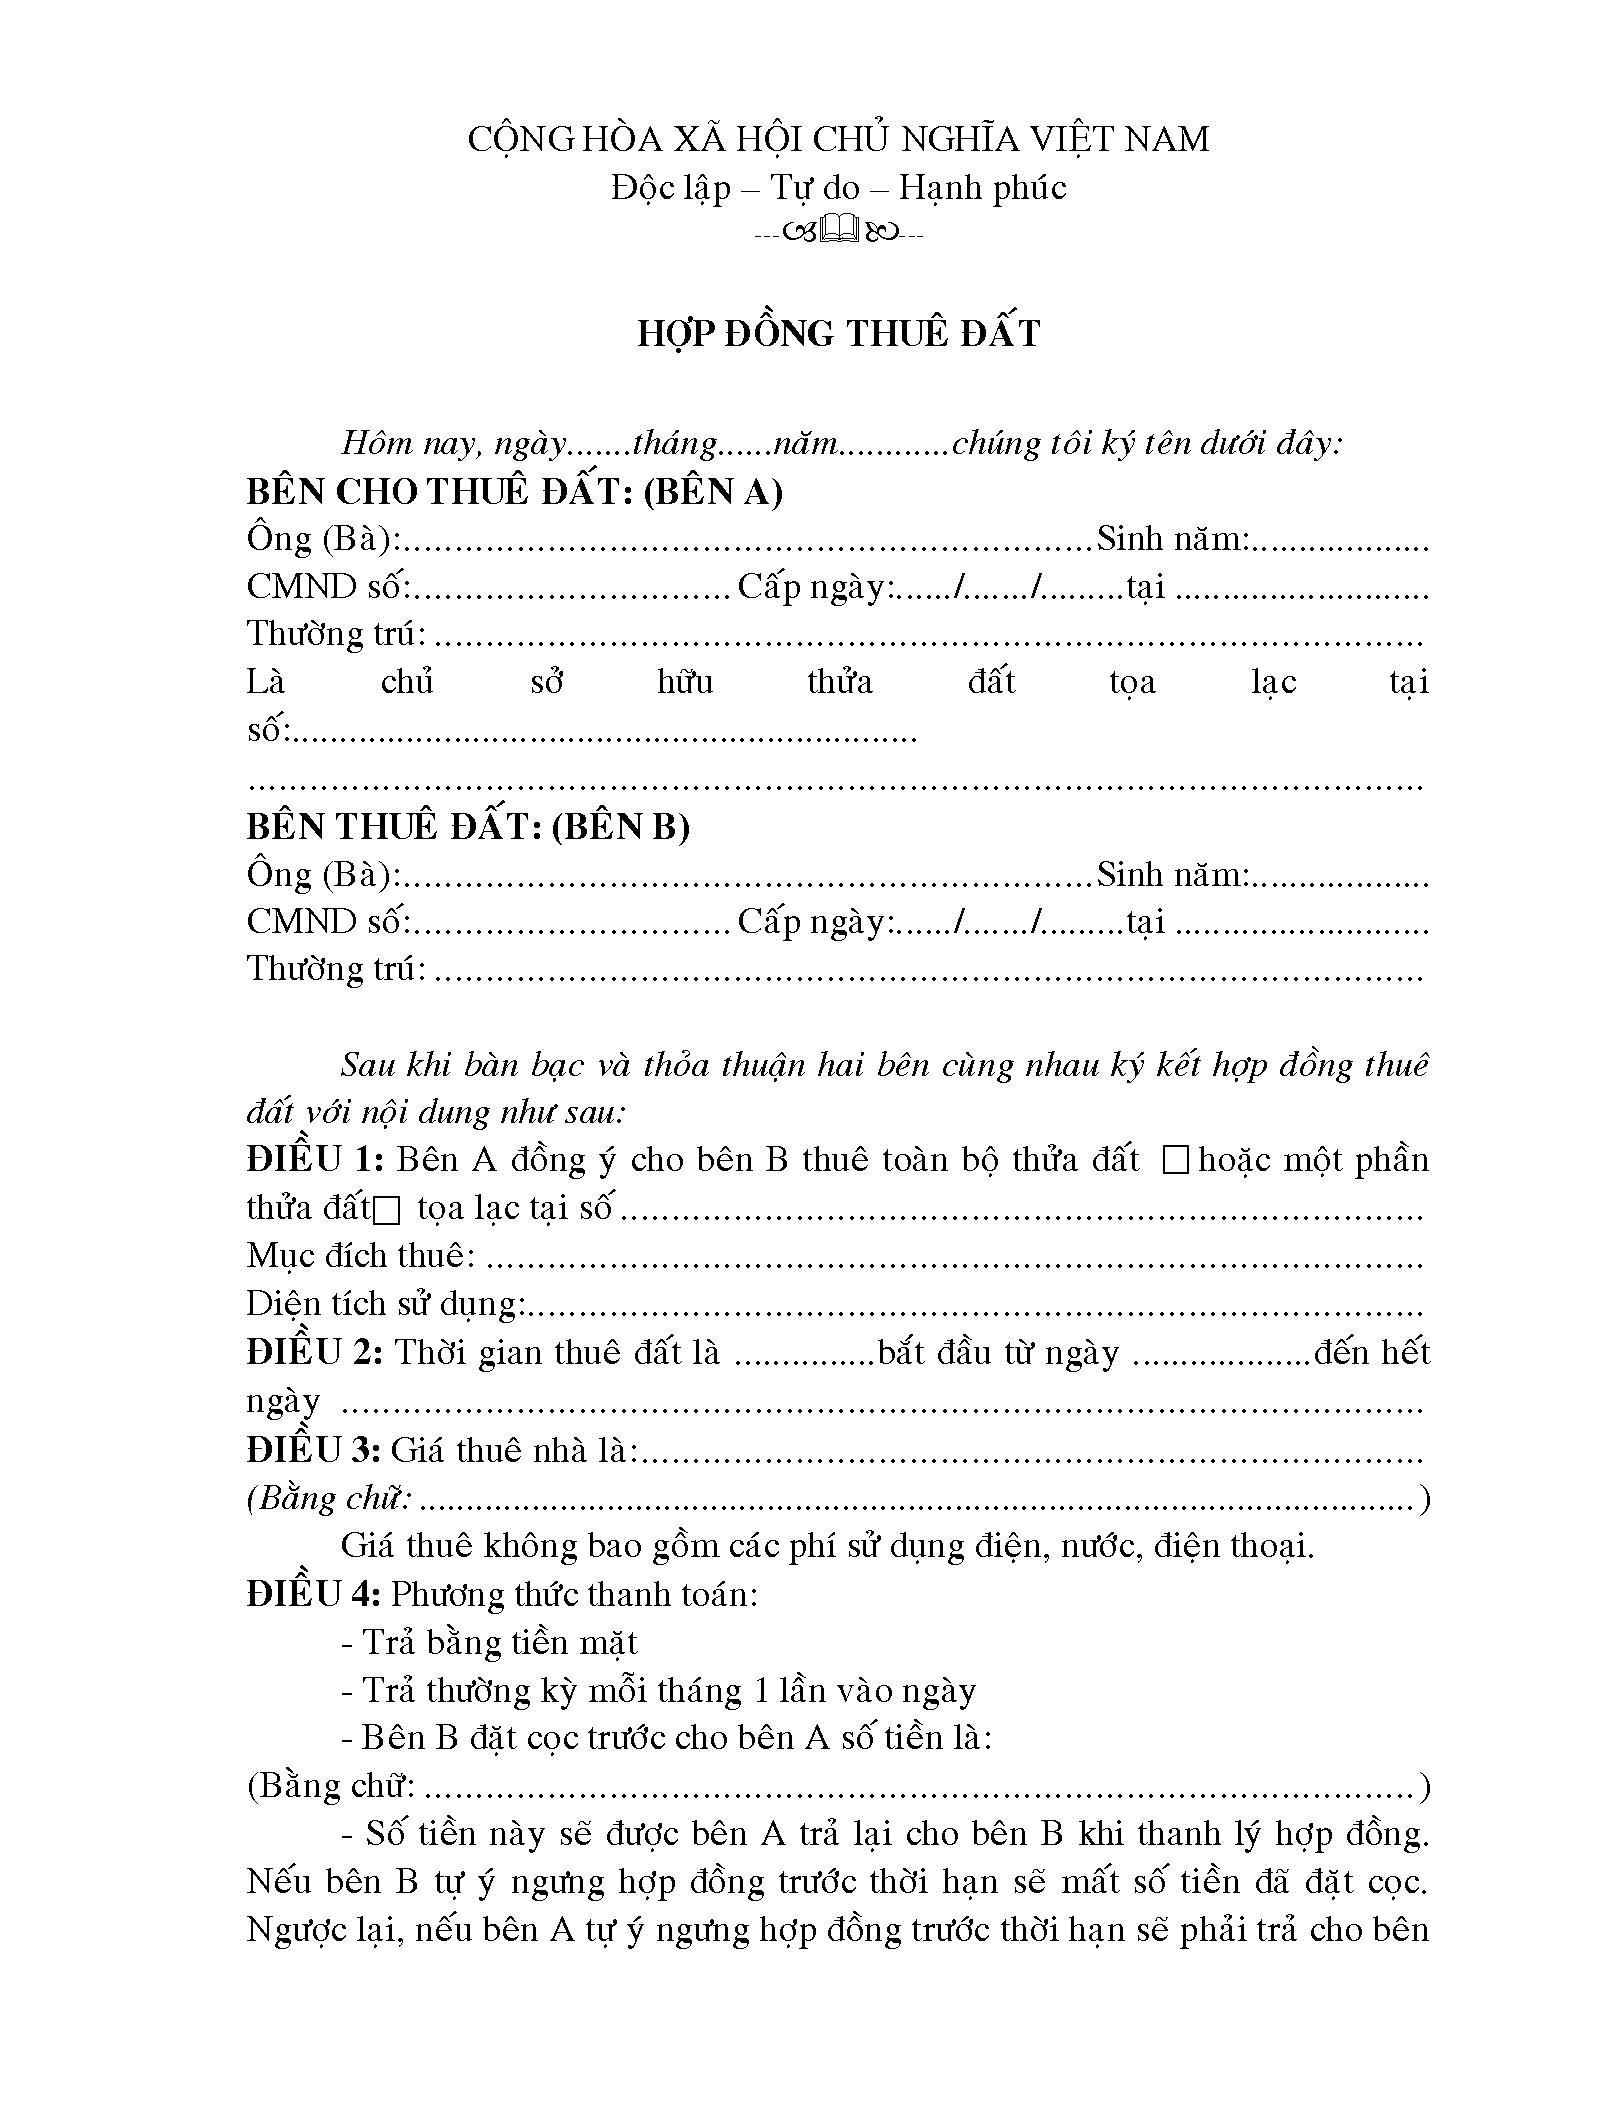 CỘNG HÒA XÃ HỘI CHỦ NGHĨA VIỆT NAM
Độc lập – Tự do – Hạnh phúc
------
HỢP ĐỒNG THUÊ ĐẤT
Hôm nay, ngày.......tháng......năm............chúng tôi ký tên dưới đây:
BÊN CHO THUÊ ĐẤT: (BÊN A)
Ông (Bà):...................................................................Sinh năm:...................
CMND số:...............................Cấp ngày:....../......./.........tại ...........................
Thường trú: ................................................................................................
Là chủ sở hữu thửa đất tọa lạc tại
số:..................................................................
..................................................................................................................
BÊN THUÊ ĐẤT: (BÊN B)
Ông (Bà):...................................................................Sinh năm:...................
CMND số:...............................Cấp ngày:....../......./.........tại ...........................
Thường trú: ................................................................................................
Sau khi bàn bạc và thỏa thuận hai bên cùng nhau ký kết hợp đồng thuê
đất với nội dung như sau:
ĐIỀU 1: Bên A đồng ý cho bên B thuê toàn bộ thửa đất □ hoặc một phần
thửa đất□ tọa lạc tại số ..............................................................................
Mục đích thuê: ...........................................................................................
Diện tích sử dụng:.......................................................................................
ĐIỀU 2: Thời gian thuê đất là ...............bắt đầu từ ngày ...................đến hết
ngày .........................................................................................................
ĐIỀU 3: Giá thuê nhà là:............................................................................
(Bằng chữ: .........................................................................................................)
Giá thuê không bao gồm các phí sử dụng điện, nước, điện thoại.
ĐIỀU 4: Phương thức thanh toán:
- Trả bằng tiền mặt
- Trả thường kỳ mỗi tháng 1 lần vào ngày
- Bên B đặt cọc trước cho bên A số tiền là:
(Bằng chữ: ................................................................................................)
- Số tiền này sẽ được bên A trả lại cho bên B khi thanh lý hợp đồng.
Nếu bên B tự ý ngưng hợp đồng trước thời hạn sẽ mất số tiền đã đặt cọc.
Ngược lại, nếu bên A tự ý ngưng hợp đồng trước thời hạn sẽ phải trả cho bên